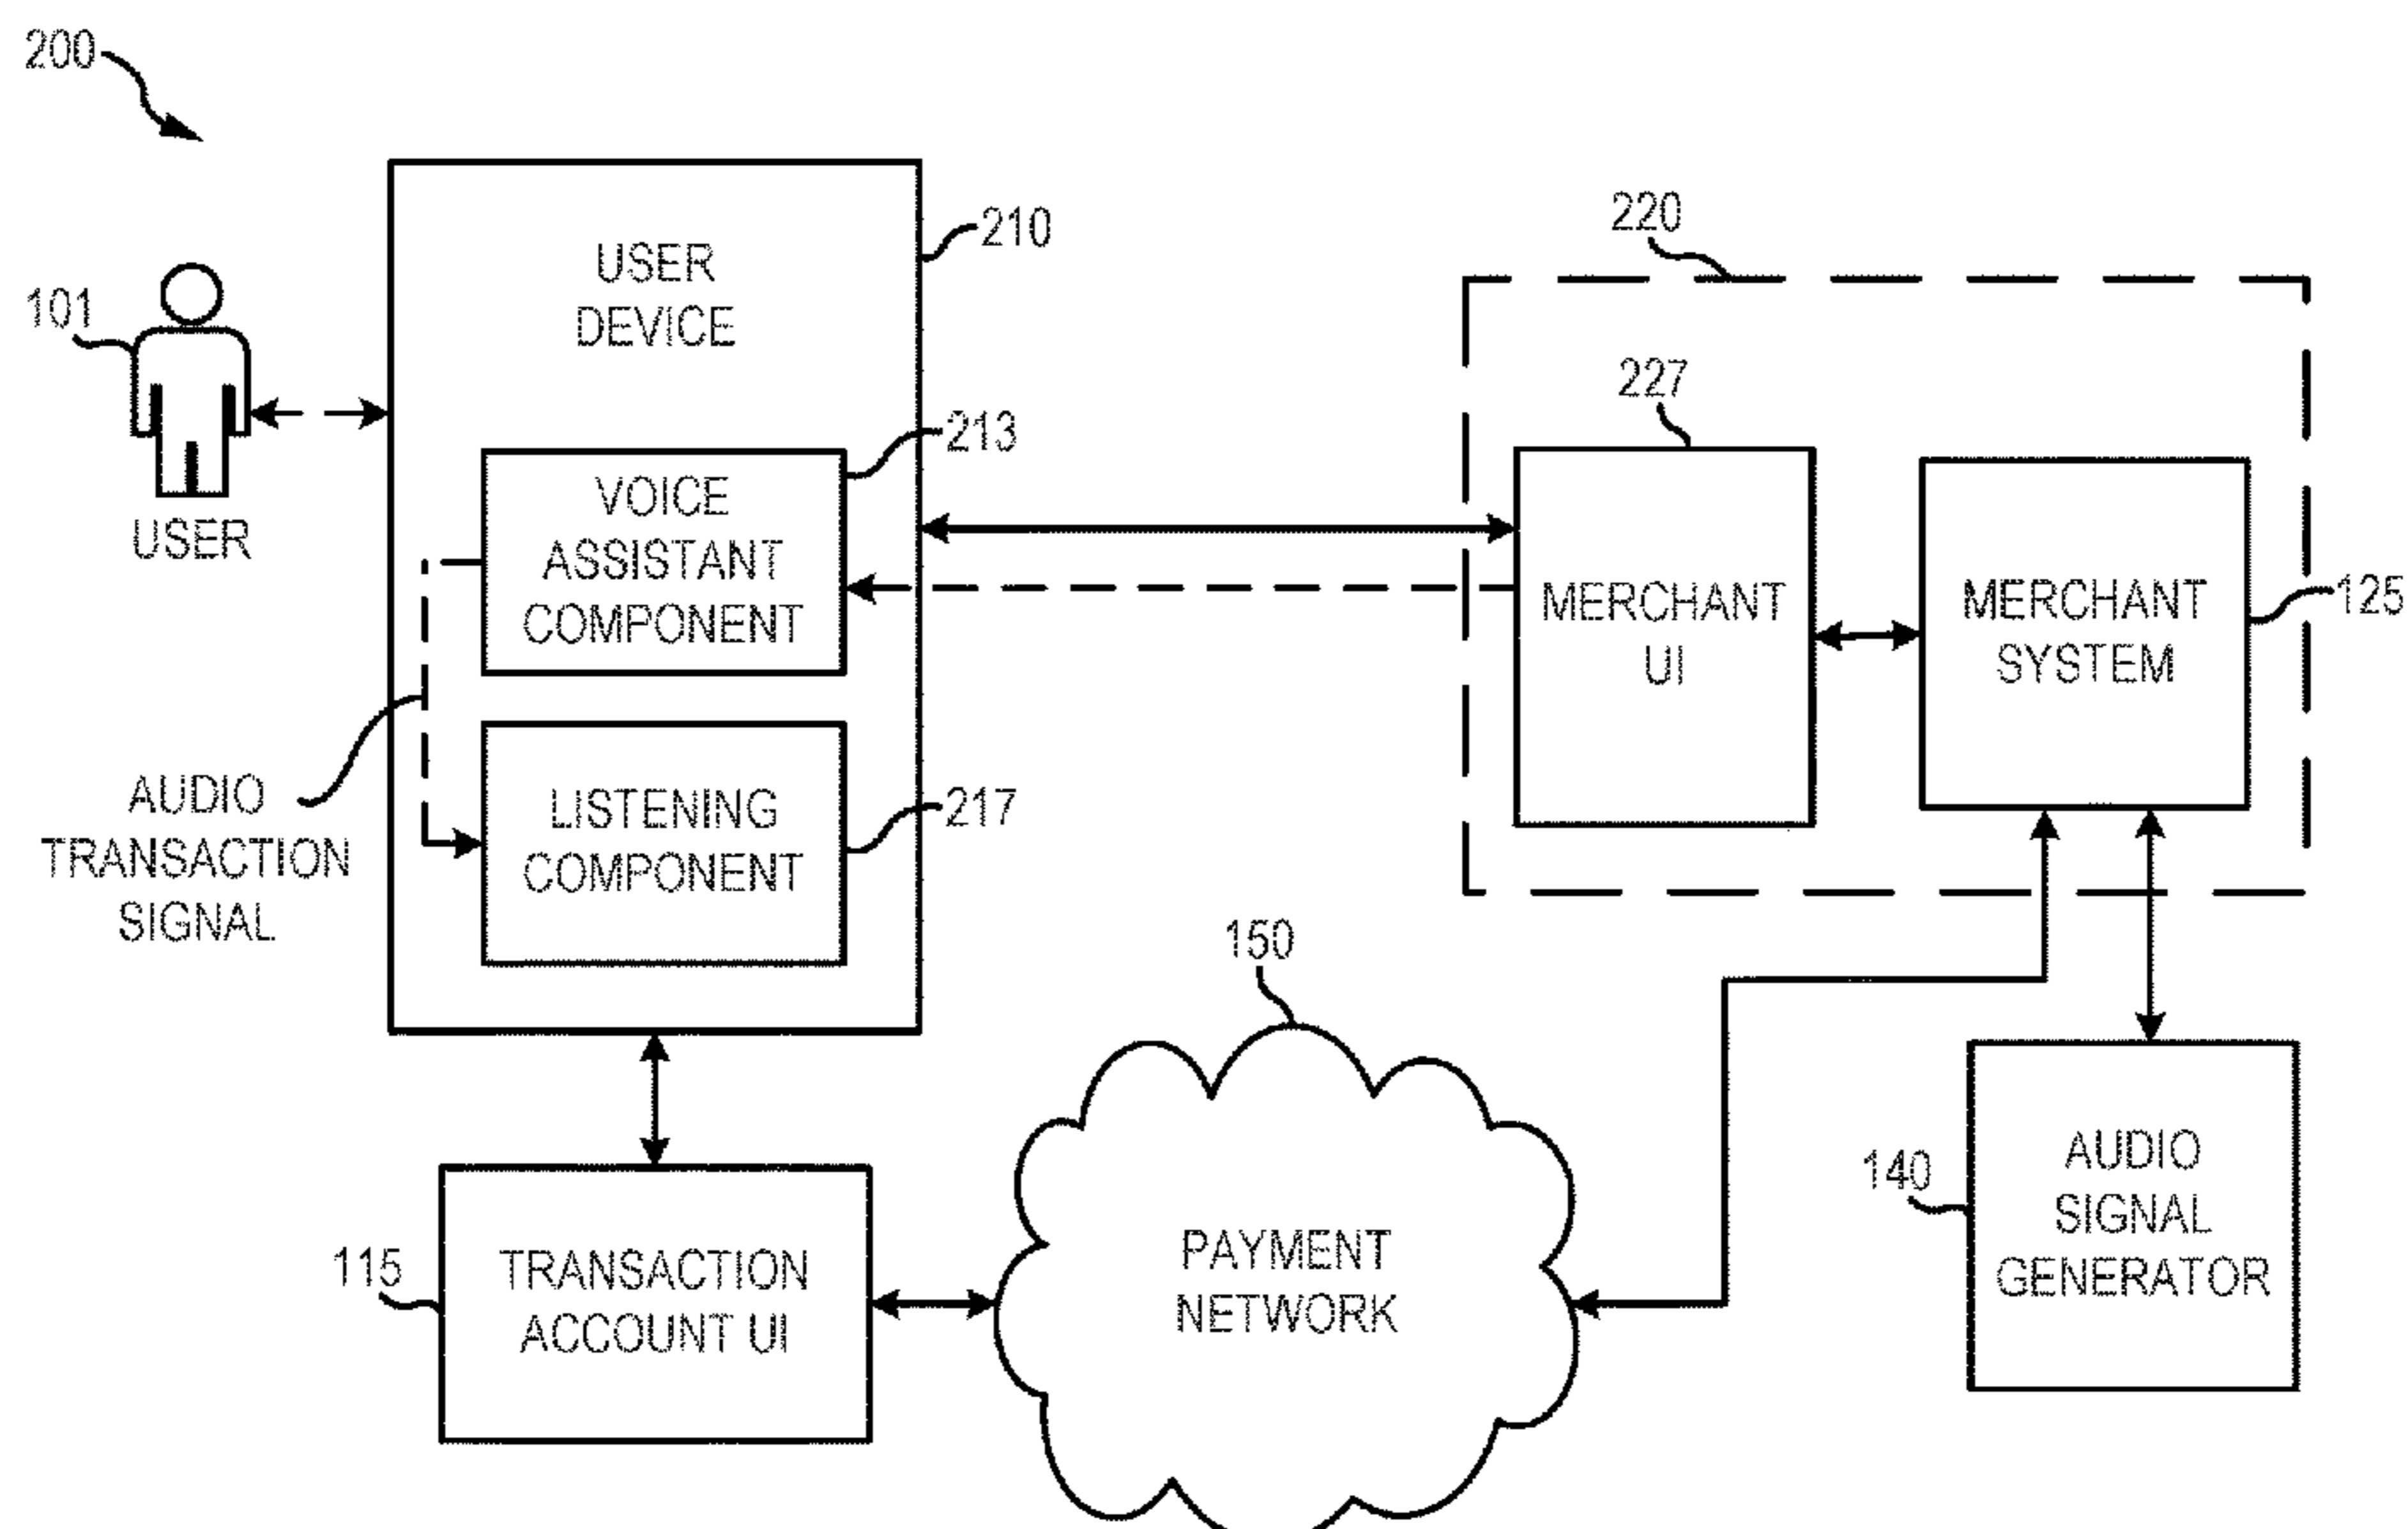 200
210
USER
DEVICE
220
101
227
213
VOICE
ASSISTANT
COMPONENT
USER
MERCHANT
UI
MERCHANT
SYSTEM
125
AUDIO
TRANSACTION
SIGNAL
LISTENING
COMPONENT
217
150
140
AUDIO
SIGNAL
GENERATOR
115
TRANSACTION
ACCOUNT UI
PAYMENT
NETWORK